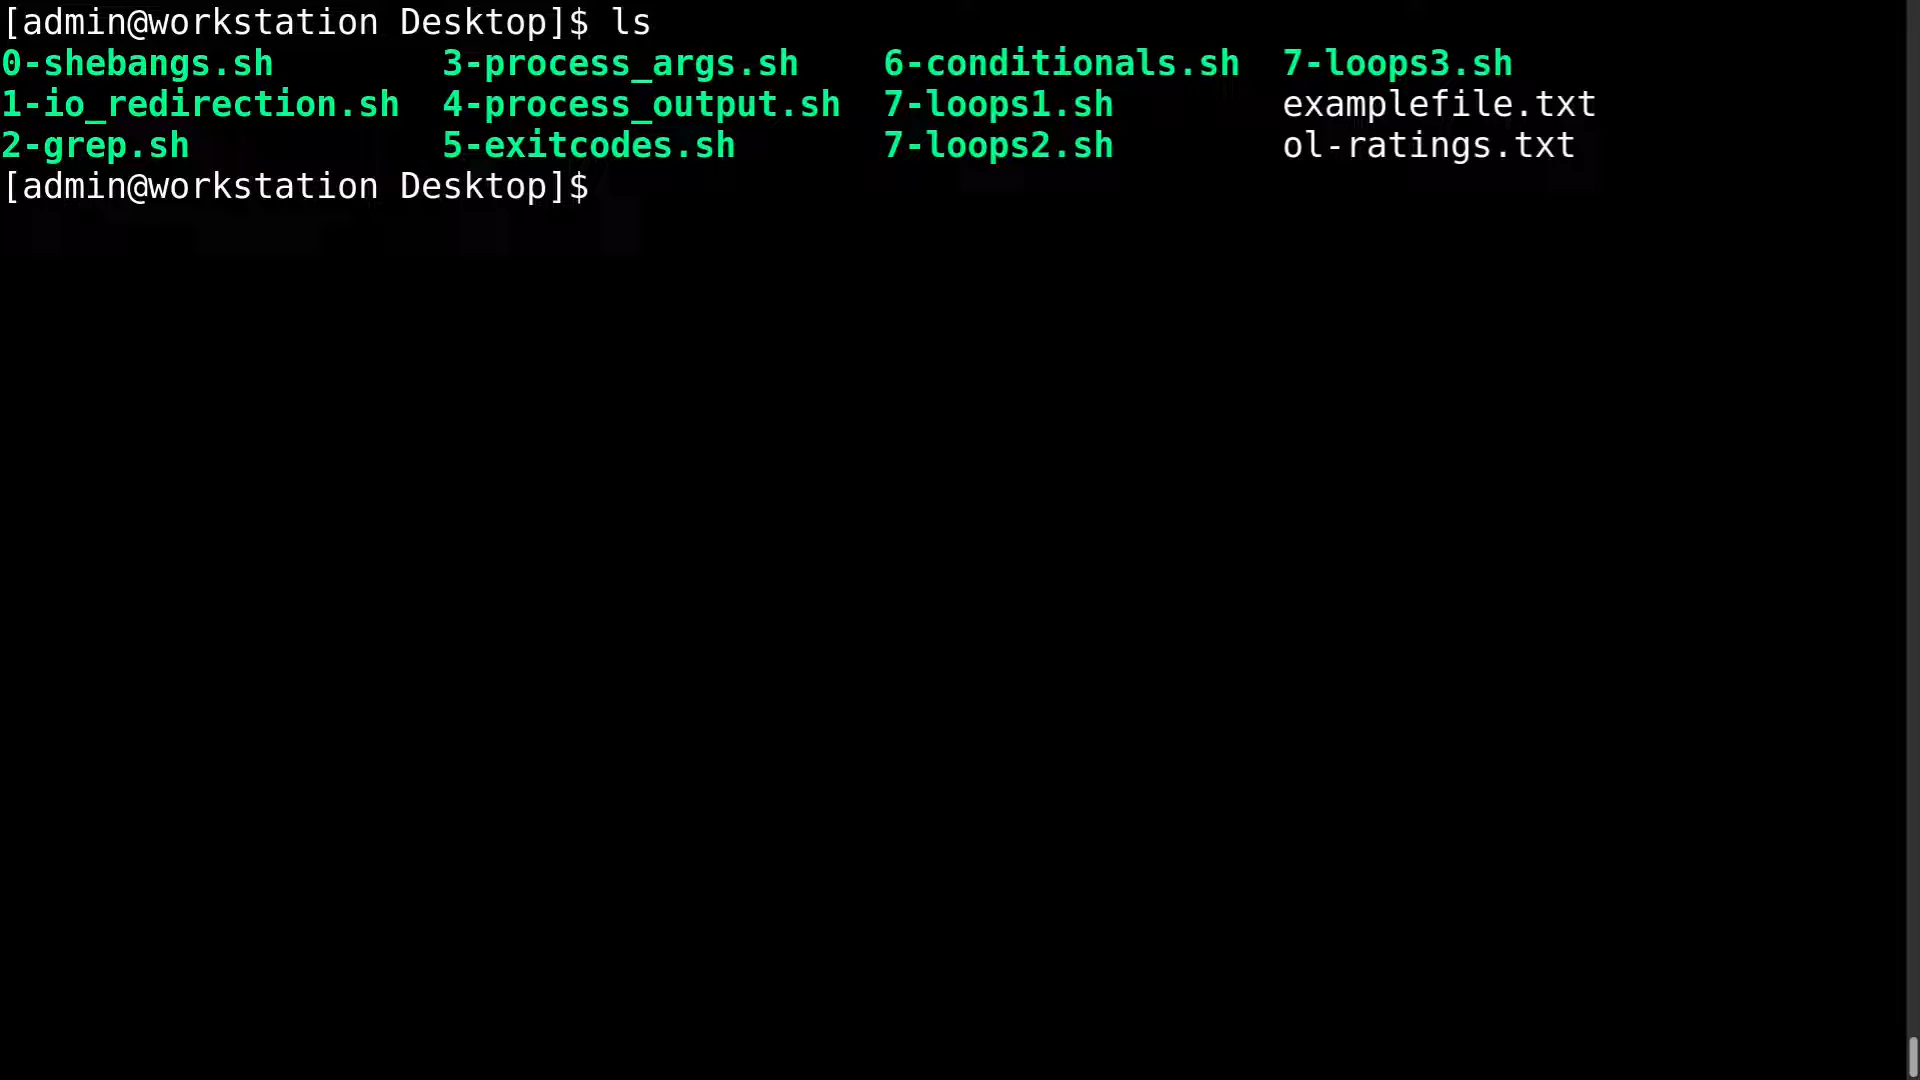 [admin@workstation Desktop]$ ls
0-shebangs.sh        3-process_args.sh    6-conditionals.sh  7-loops3.sh
1-io_redirection.sh  4-process_output.sh  7-loops1.sh        examplefile.txt
2-grep.sh            5-exitcodes.sh       7-loops2.sh        ol-ratings.txt
[admin@workstation Desktop]$